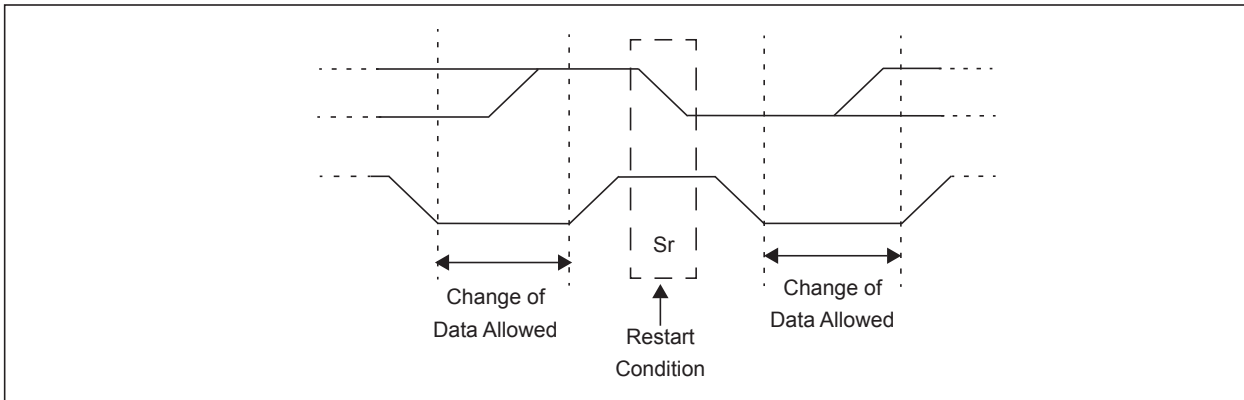 Sr
Change of
Data Allowed
Restart
Condition
Change of
Data Allowed